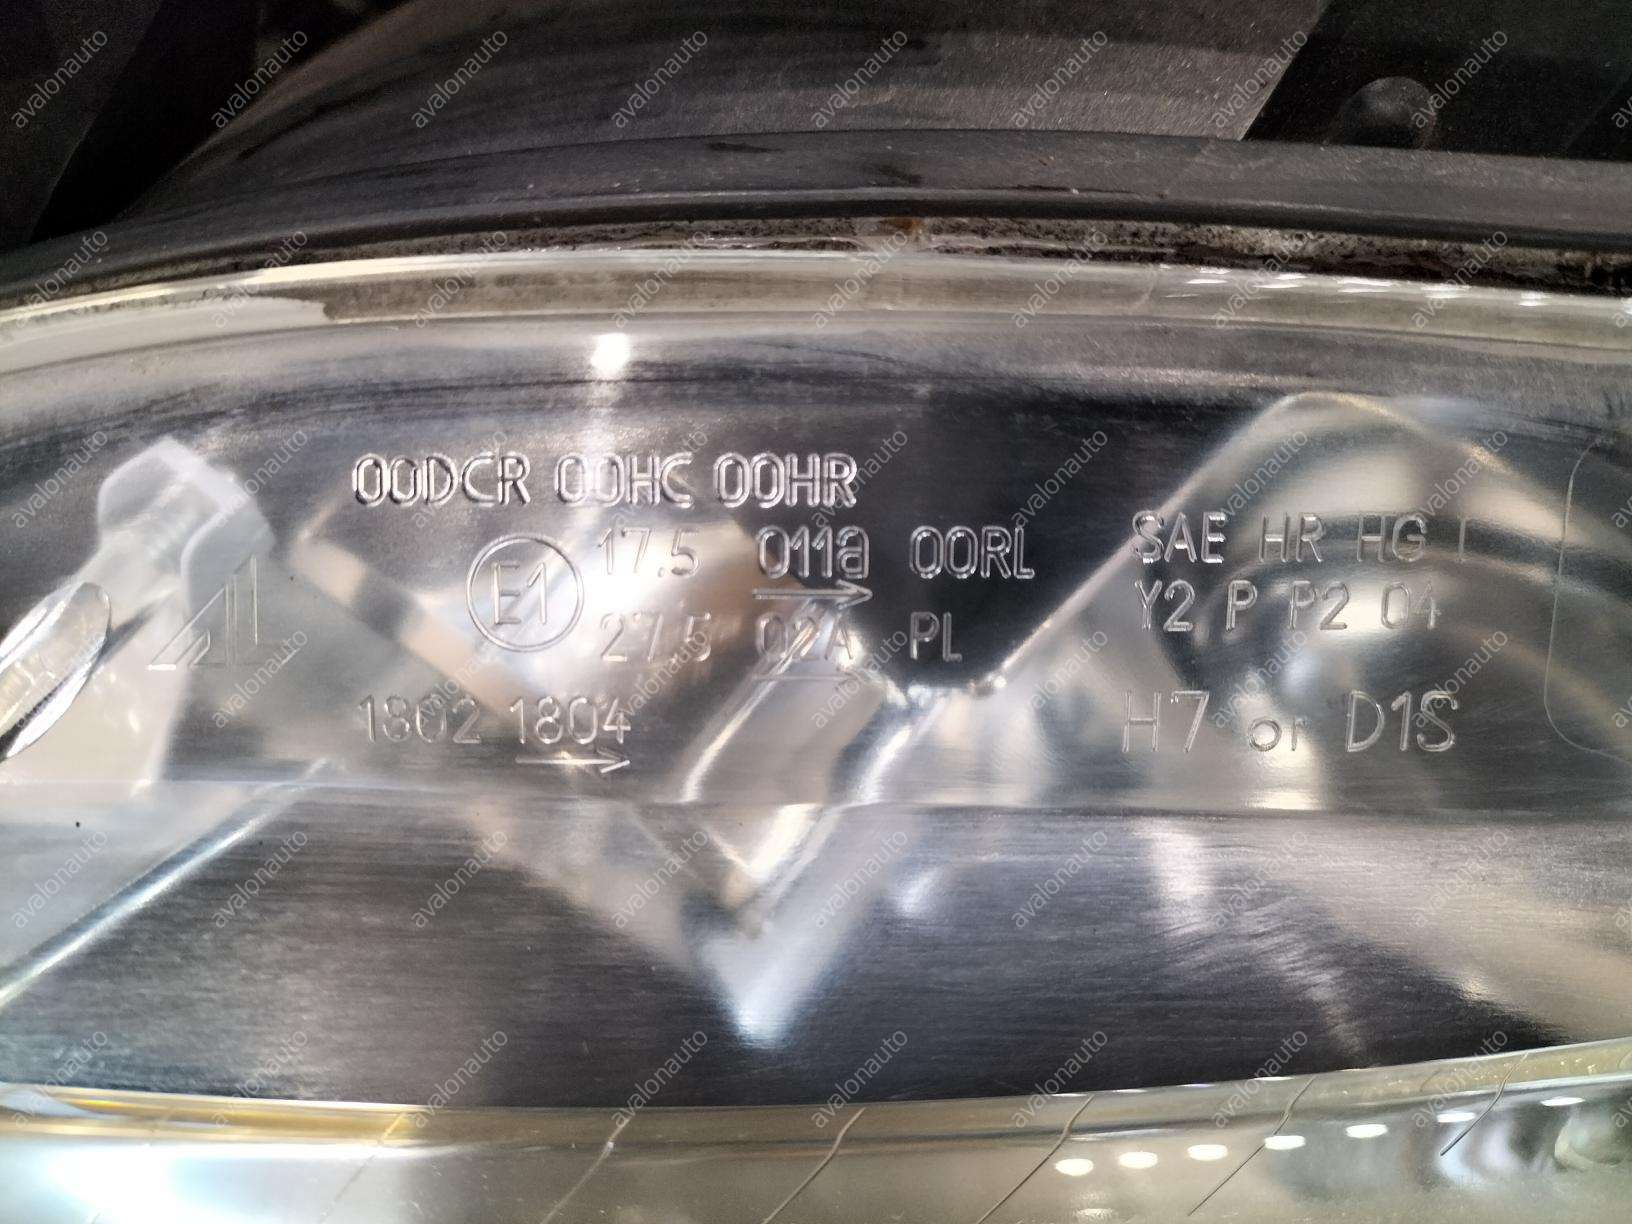 00DCR 00HC 00HR
E1 17.5 011a 00RL
27.5 02A PL
1802 1804
SAE HR HG I
Y2 P P2 04
H7 or D1S
AL
avalonauto